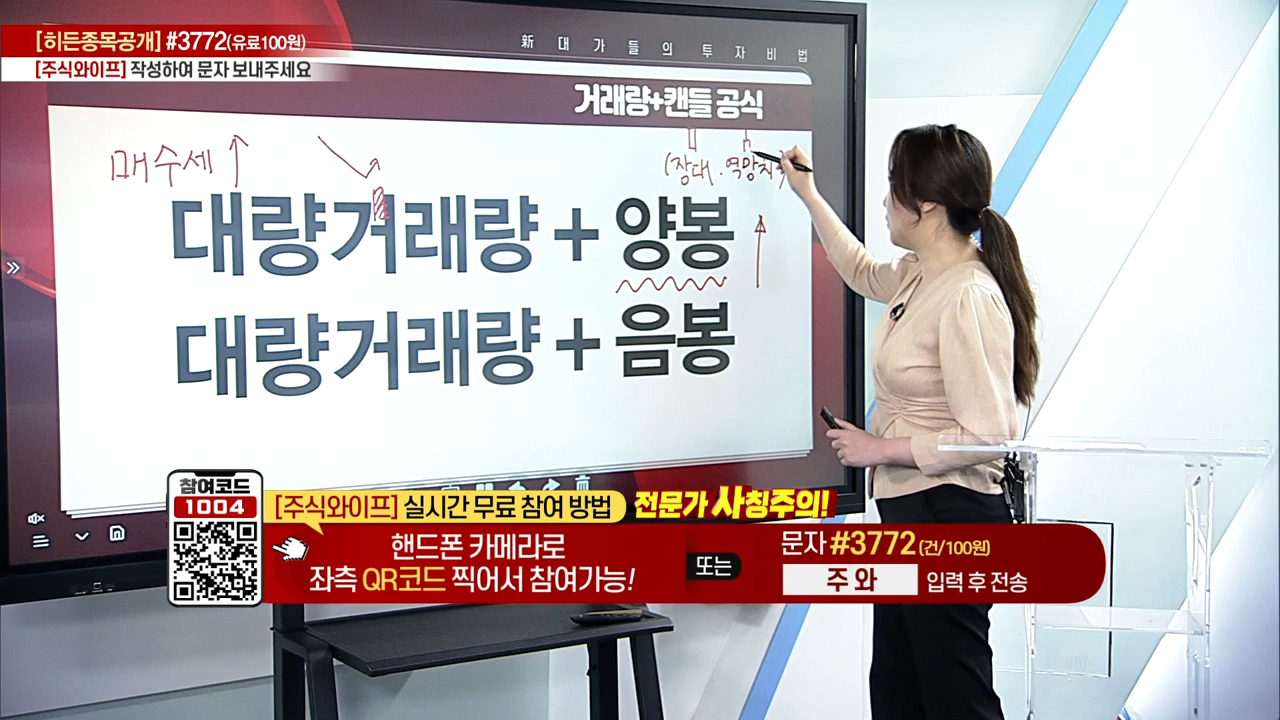 [히든종목공개] #3772(유료100원)
[주식와이프] 작성하여 문자 보내주세요
新 대가들의 투자비법
거래량+캔들 공식
매수세 ↑
(장대 · 역망치
대량거래량 + 양봉
대량거래량 + 음봉
참여코드
1004
[주식와이프] 실시간 무료 참여 방법
전문가 사칭주의!
핸드폰 카메라로
좌측 QR코드 찍어서 참여가능!
또는
문자 #3772 (건/100원)
주 와 입력 후 전송